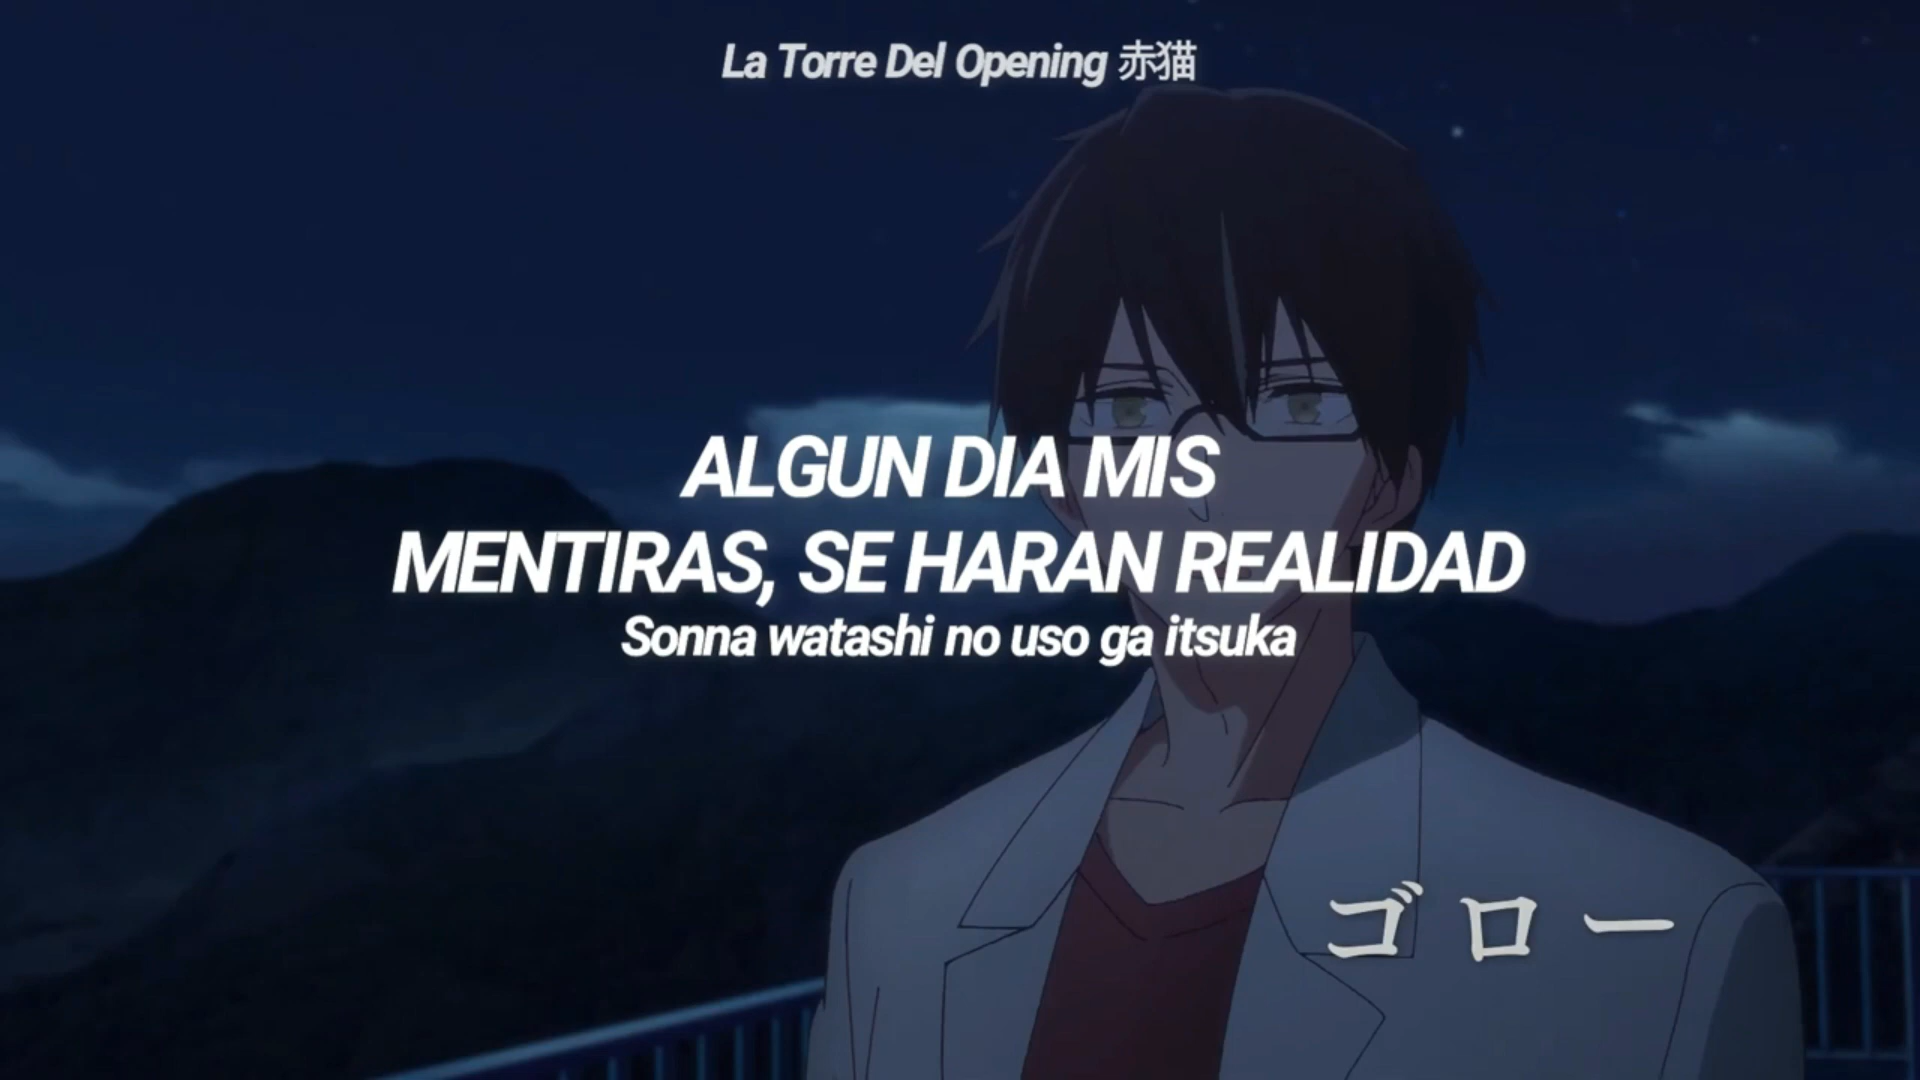 La Torre Del Opening 赤猫
ALGUN DIA MIS
MENTIRAS, SE HARAN REALIDAD
Sonna watashi no uso ga itsuka
ゴロー